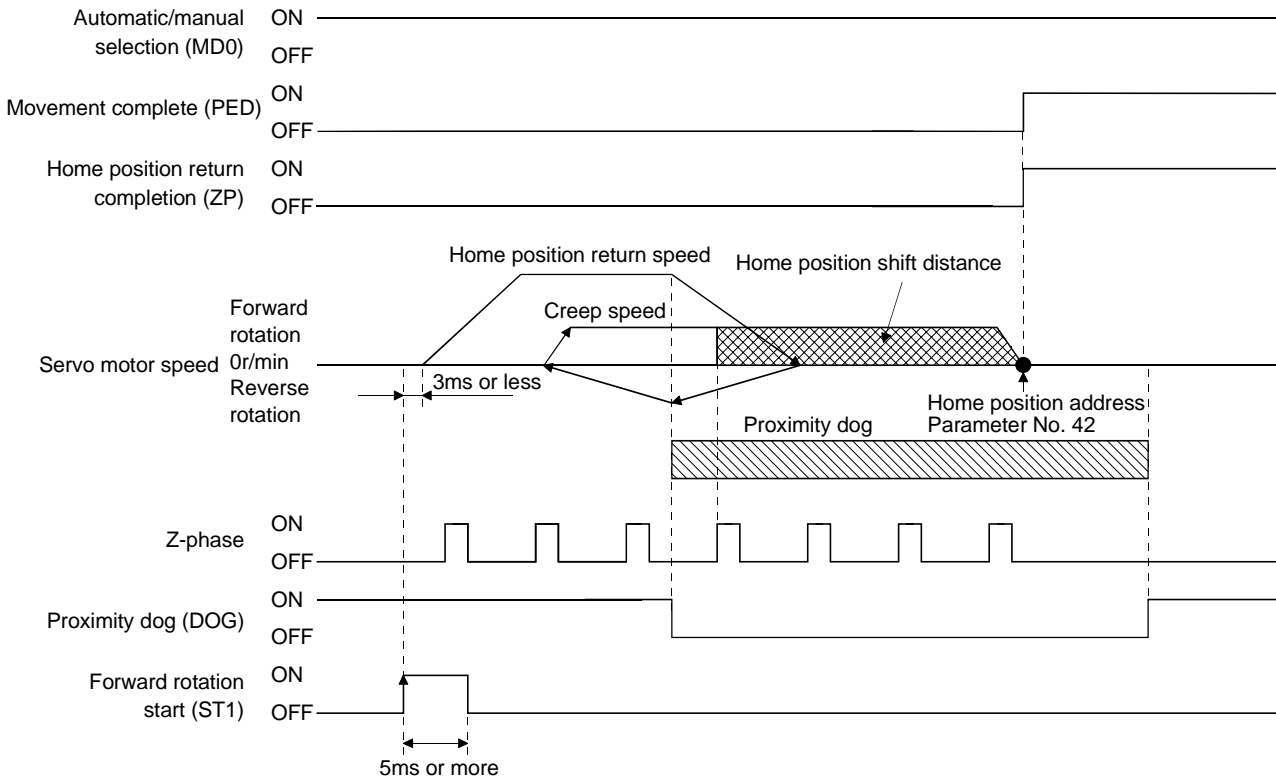 Automatic/manual
selection (MD0)
ON
OFF
Movement complete (PED)
ON
OFF
Home position return
completion (ZP)
ON
OFF
Home position return speed
Home position shift distance
Creep speed
Forward
rotation
Servo motor speed 0r/min
Reverse
rotation
3ms or less
Home position address
Parameter No. 42
Proximity dog
Z-phase
ON
OFF
Proximity dog (DOG)
ON
OFF
Forward rotation
start (ST1)
ON
OFF
5ms or more